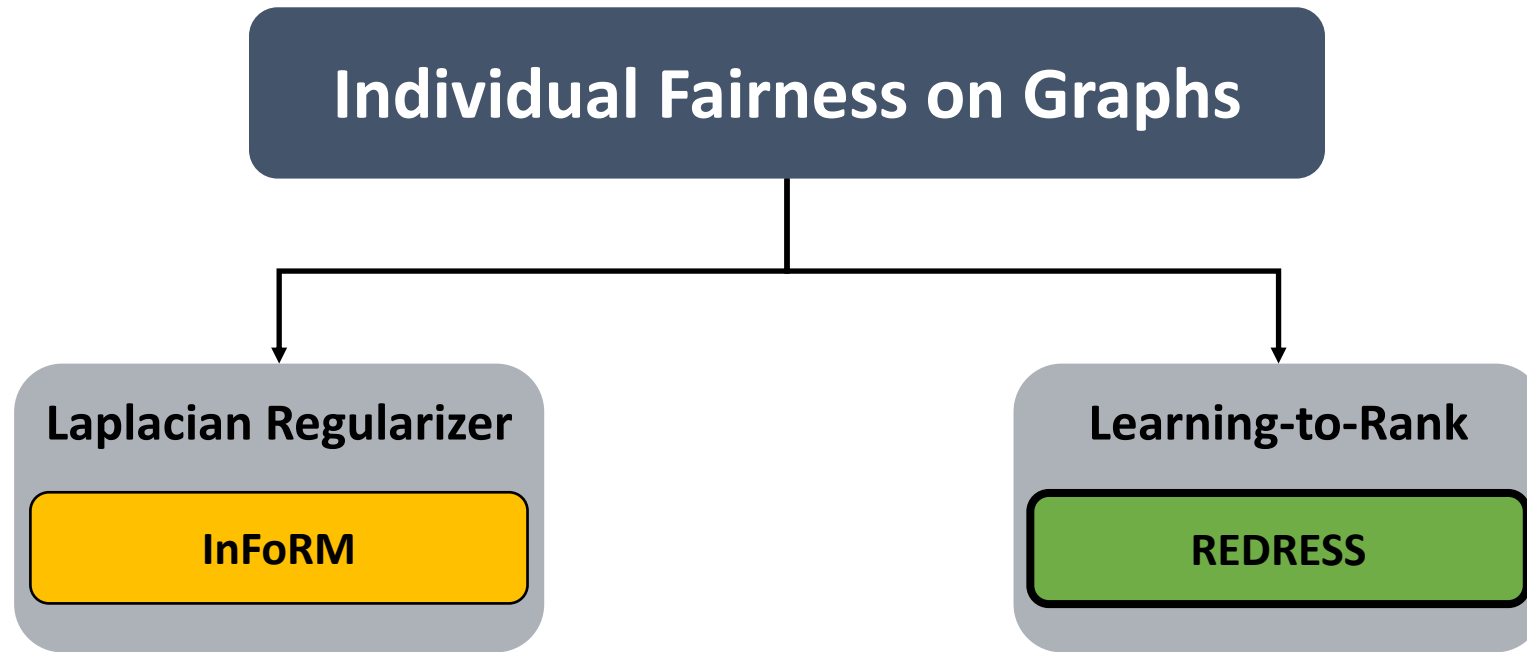 Individual Fairness on Graphs
Laplacian Regularizer
Learning-to-Rank
InFoRM
REDRESS